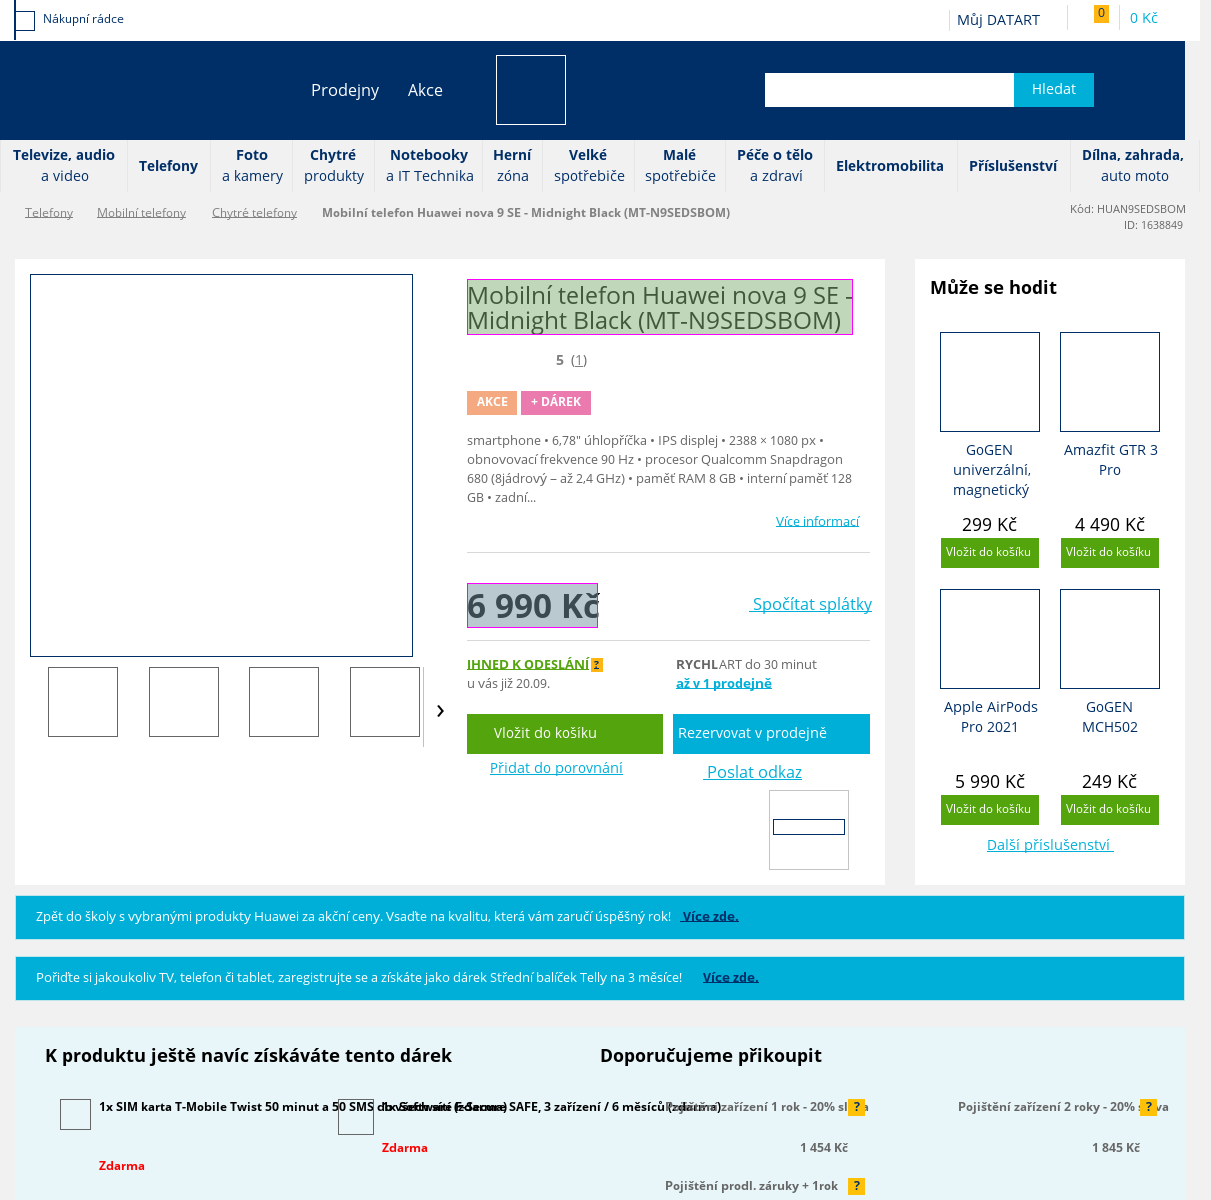 Nákupní rádce
Můj DATART
0
0 Kč
Prodejny
Akce
Hledat
Televize, audio
a video
Telefony
Foto
a kamery
Chytré
produkty
Notebooky
a IT Technika
Herní
zóna
Velké
spotřebiče
Malé
spotřebiče
Péče o tělo
a zdraví
Elektromobilita
Příslušenství
Dílna, zahrada,
auto moto
Telefony
Mobilní telefony
Chytré telefony
Mobilní telefon Huawei nova 9 SE - Midnight Black (MT-N9SEDSBOM)
Kód: HUAN9SEDSBOM
ID: 1638849
Mobilní telefon Huawei nova 9 SE -
Midnight Black (MT-N9SEDSBOM)
5 (1)
AKCE
+ DÁREK
smartphone • 6,78" úhlopříčka • IPS displej • 2388 × 1080 px •
obnovovací frekvence 90 Hz • procesor Qualcomm Snapdragon
680 (8jádrový – až 2,4 GHz) • paměť RAM 8 GB • interní paměť 128
GB • zadní...
Více informací
6 990 Kč
Spočítat splátky
IHNED K ODESLÁNÍ ?
u vás již 20.09.
RYCHLART do 30 minut
až v 1 prodejně
Vložit do košíku
Rezervovat v prodejně
Přidat do porovnání
Poslat odkaz
Může se hodit
GoGEN
univerzální,
magnetický
299 Kč
Vložit do košíku
Amazfit GTR 3
Pro
4 490 Kč
Vložit do košíku
Apple AirPods
Pro 2021
5 990 Kč
Vložit do košíku
GoGEN
MCH502
249 Kč
Vložit do košíku
Další příslušenství
Zpět do školy s vybranými produkty Huawei za akční ceny. Vsaďte na kvalitu, která vám zaručí úspěšný rok! Více zde.
Pořiďte si jakoukoliv TV, telefon či tablet, zaregistrujte se a získáte jako dárek Střední balíček Telly na 3 měsíce! Více zde.
K produktu ještě navíc získáváte tento dárek
1x SIM karta T-Mobile Twist 50 minut a 50 SMS do všech sítí (zdarma)
Zdarma
1x Software F-Secure SAFE, 3 zařízení / 6 měsíců (zdarma)
Zdarma
Doporučujeme přikoupit
Pojištění zařízení 1 rok - 20% sleva
?
1 454 Kč
Pojištění zařízení 2 roky - 20% sleva
?
1 845 Kč
Pojištění prodl. záruky + 1rok
?